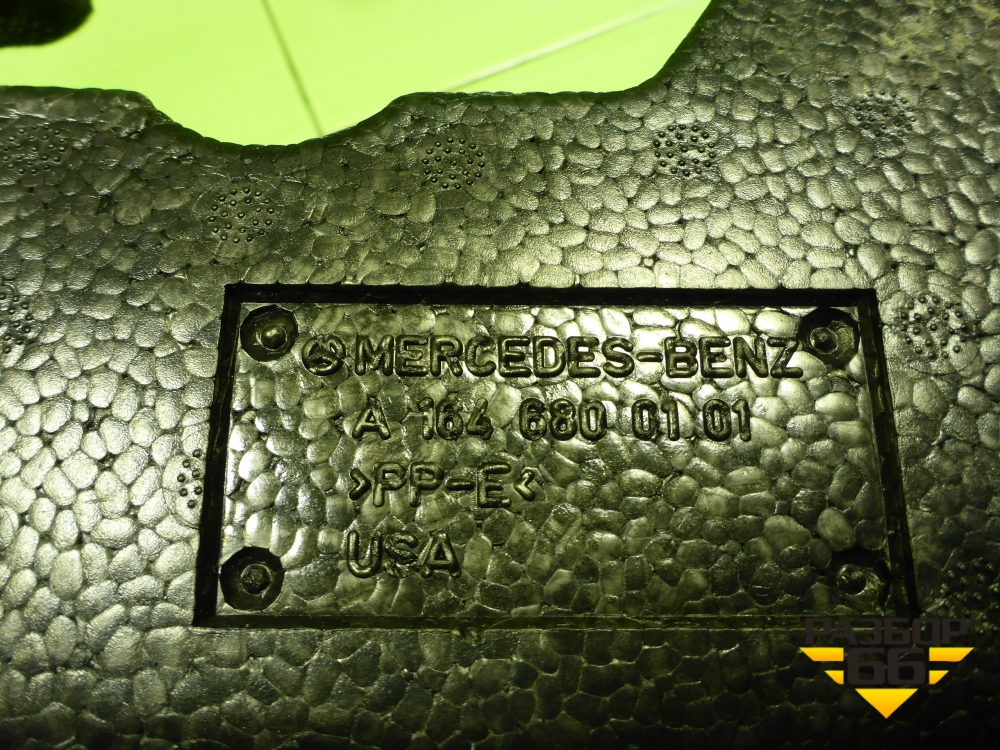 MERCEDES-BENZ
A 164 680 01 01
>PP-E<
USA
РАЗБОР
66